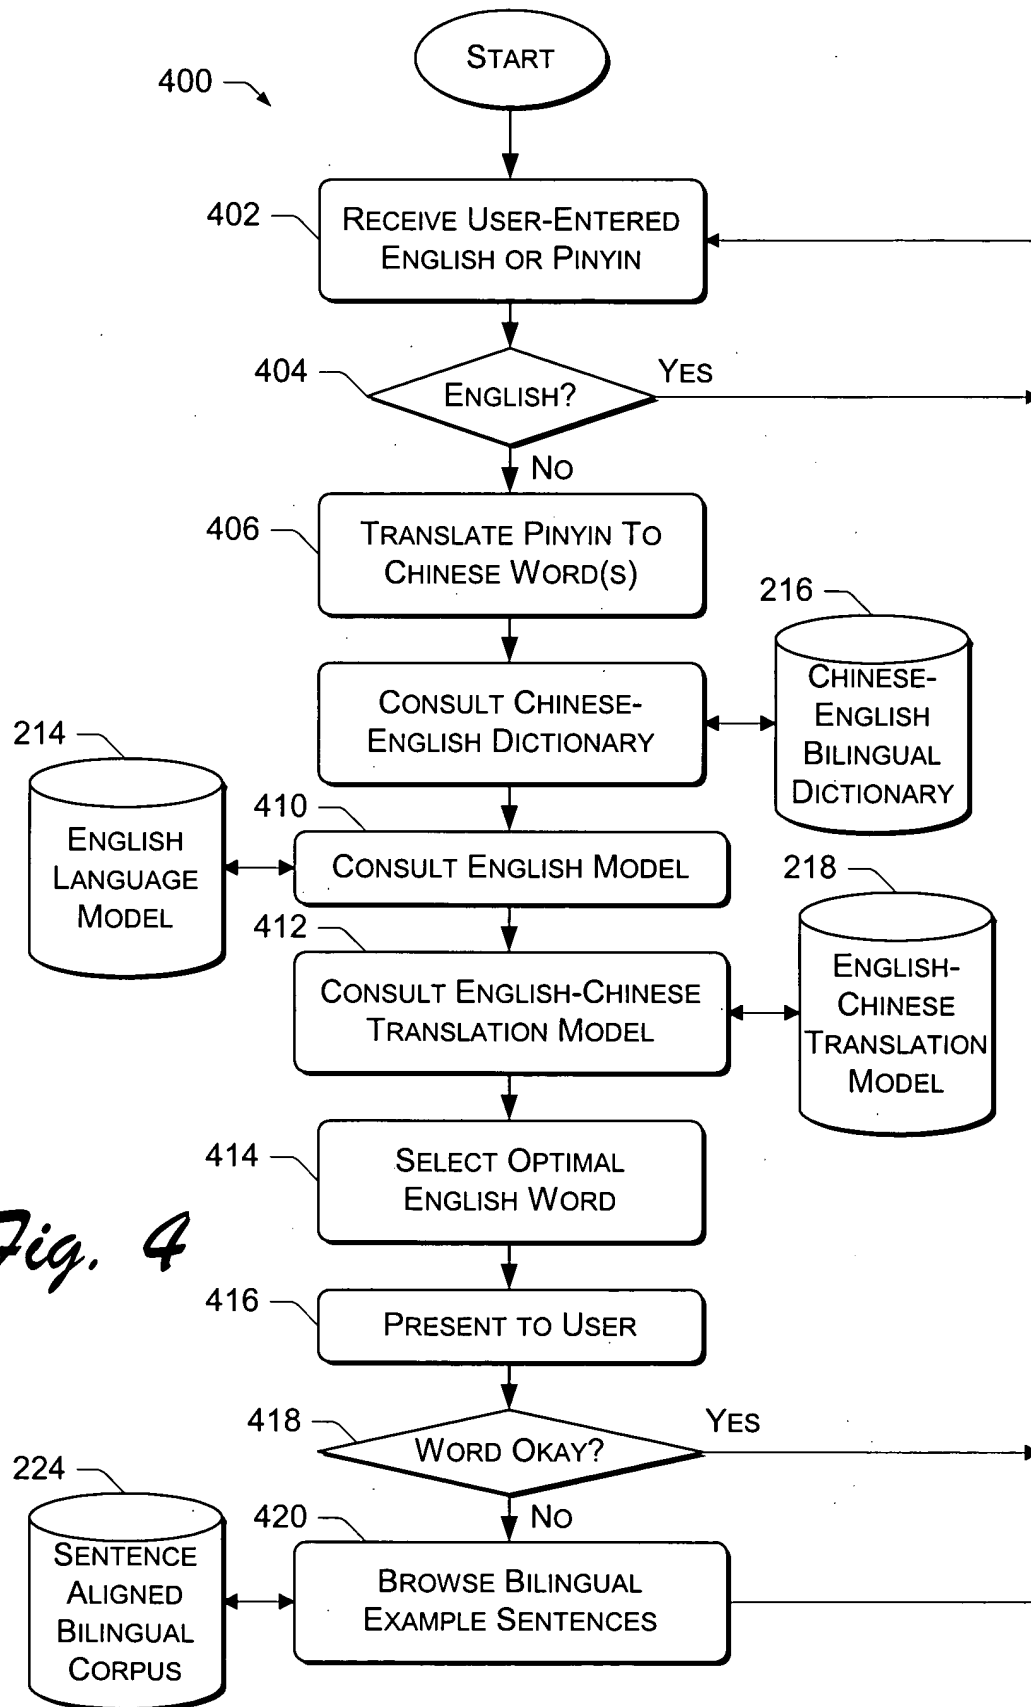 START
400
402
RECEIVE USER-ENTERED
ENGLISH OR PINYIN
404
ENGLISH?
YES
NO
406
TRANSLATE PINYIN TO
CHINESE WORD(S)
216
CHINESE-
ENGLISH
BILINGUAL
DICTIONARY
CONSULT CHINESE-
ENGLISH DICTIONARY
214
ENGLISH
LANGUAGE
MODEL
410
CONSULT ENGLISH MODEL
218
ENGLISH-
CHINESE
TRANSLATION
MODEL
412
CONSULT ENGLISH-CHINESE
TRANSLATION MODEL
414
SELECT OPTIMAL
ENGLISH WORD
Fig. 4
416
PRESENT TO USER
418
WORD OKAY?
YES
NO
224
SENTENCE
ALIGNED
BILINGUAL
CORPUS
420
BROWSE BILINGUAL
EXAMPLE SENTENCES